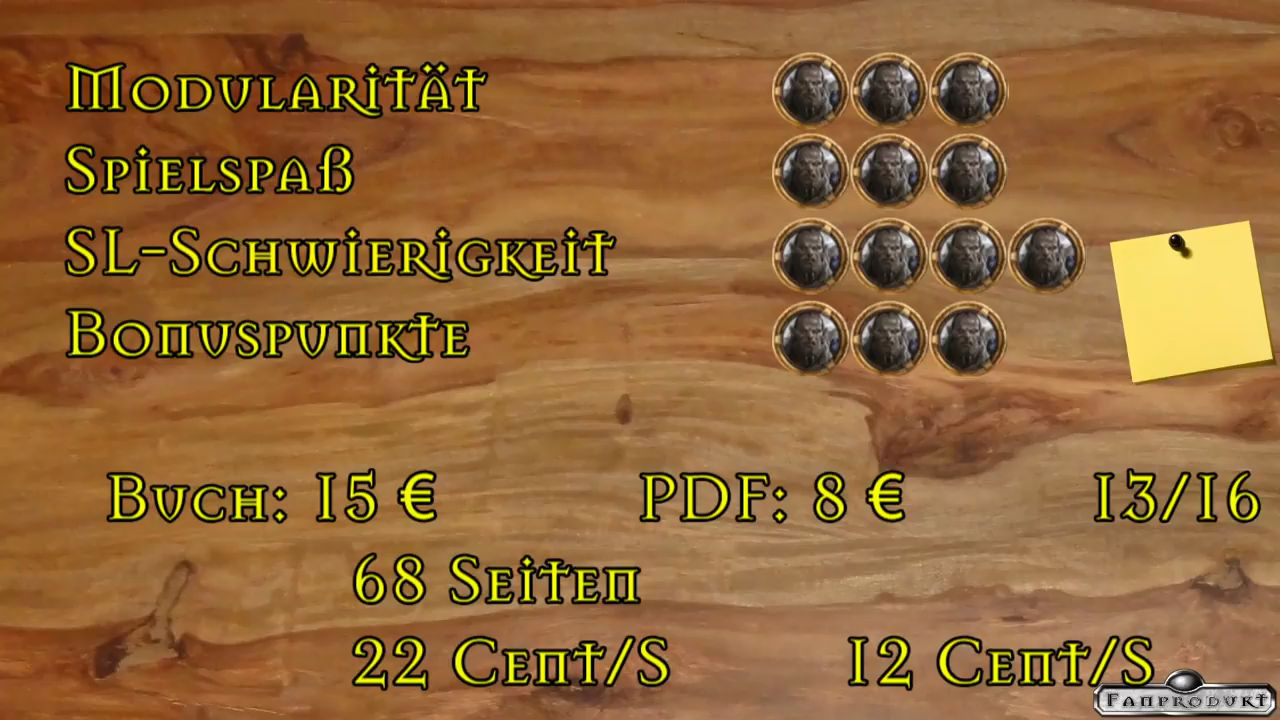 Modularität
Spielspaß
SL-Schwierigkeit
Bonuspunkte
Buch: 15 € PDF: 8 € 13/16
68 Seiten
22 Cent/S 12 Cent/S
Fanprodukt